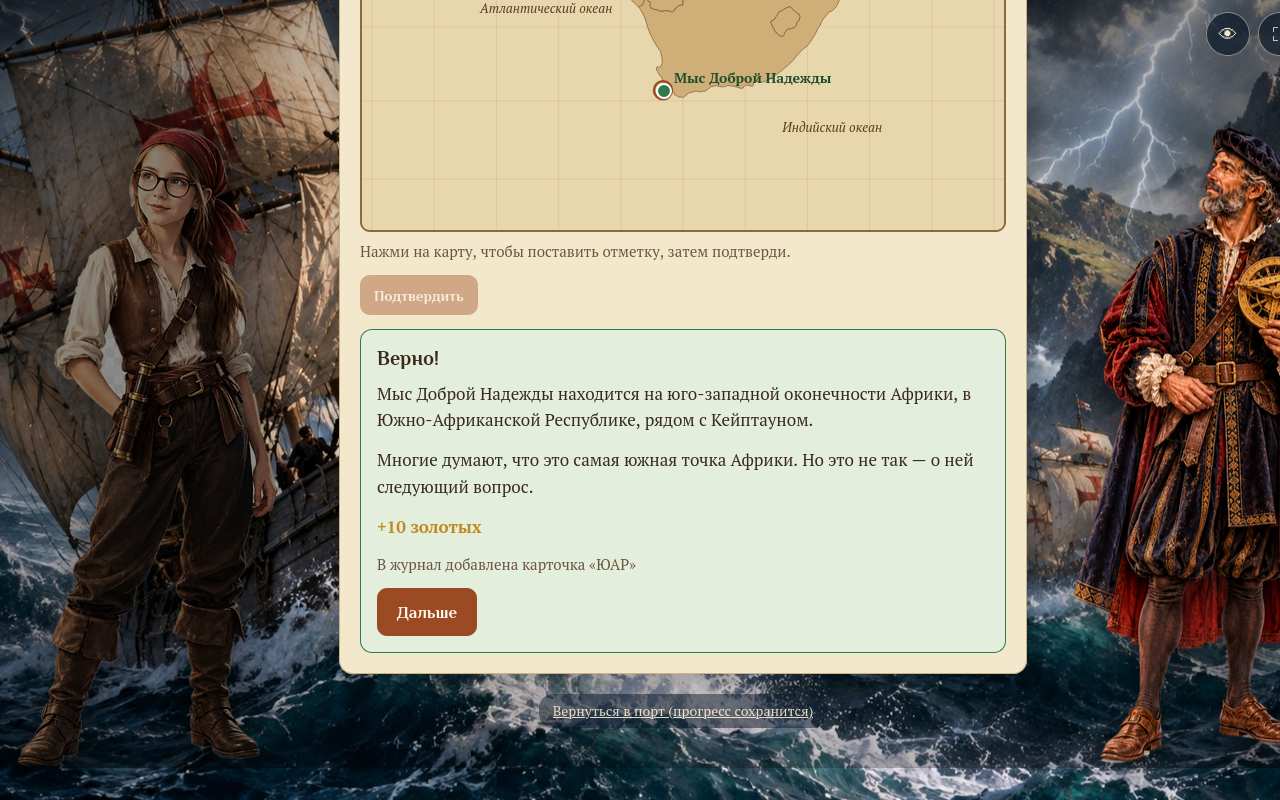 Атлантический океан
Мыс Доброй Надежды
Индийский океан
Нажми на карту, чтобы поставить отметку, затем подтверди.
Подтвердить
Верно!
Мыс Доброй Надежды находится на юго-западной оконечности Африки, в
Южно-Африканской Республике, рядом с Кейптауном.
Многие думают, что это самая южная точка Африки. Но это не так — о ней
следующий вопрос.
+10 золотых
В журнал добавлена карточка «ЮАР»
Дальше
Вернуться в порт (прогресс сохранится)